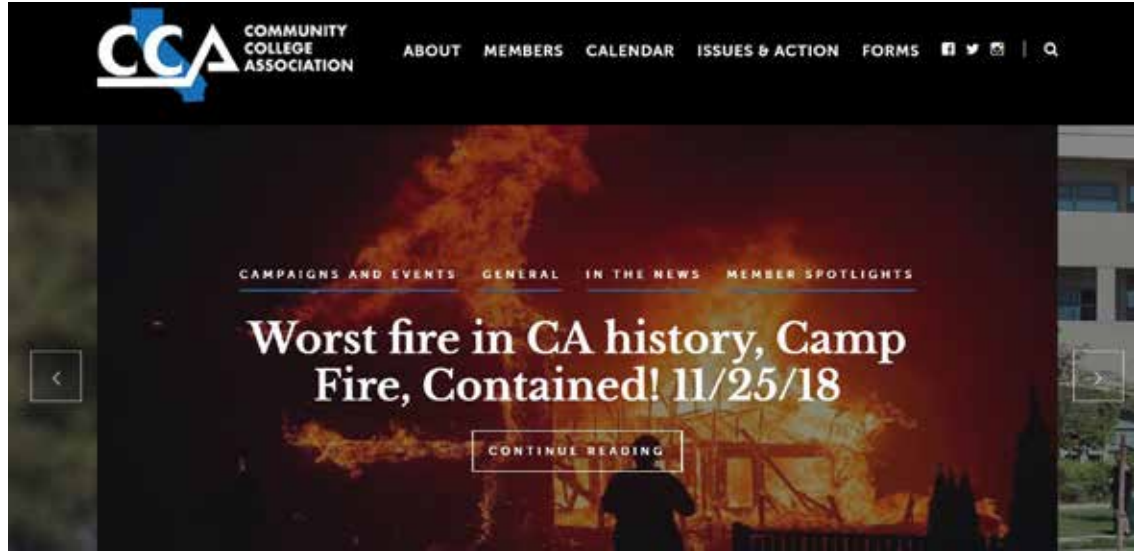 CCA
COMMUNITY
COLLEGE
ASSOCIATION
ABOUT MEMBERS CALENDAR ISSUES & ACTION FORMS
CAMPAIGNS AND EVENTS GENERAL IN THE NEWS MEMBER SPOTLIGHTS
Worst fire in CA history, Camp
Fire, Contained! 11/25/18
CONTINUE READING